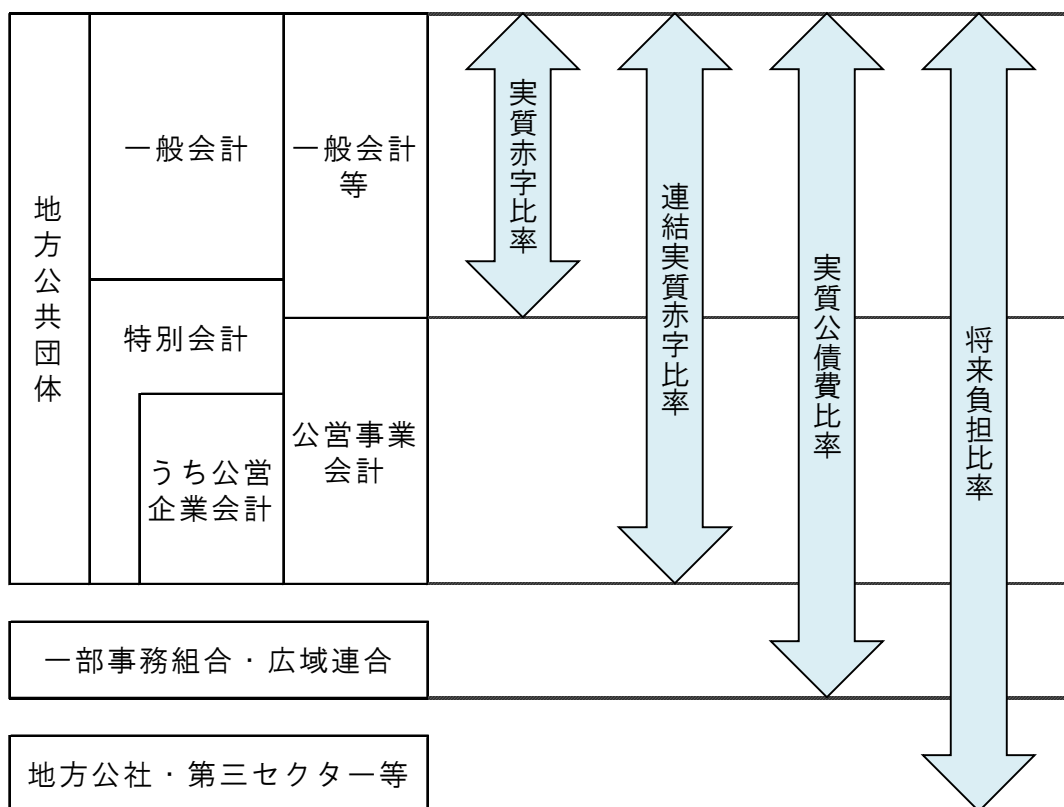 地方公共団体
一般会計
一般会計
等
特別会計
うち公営
企業会計
公営事業
会計
実質赤字比率
連結実質赤字比率
実質公債費比率
将来負担比率
一部事務組合・広域連合
地方公社・第三セクター等